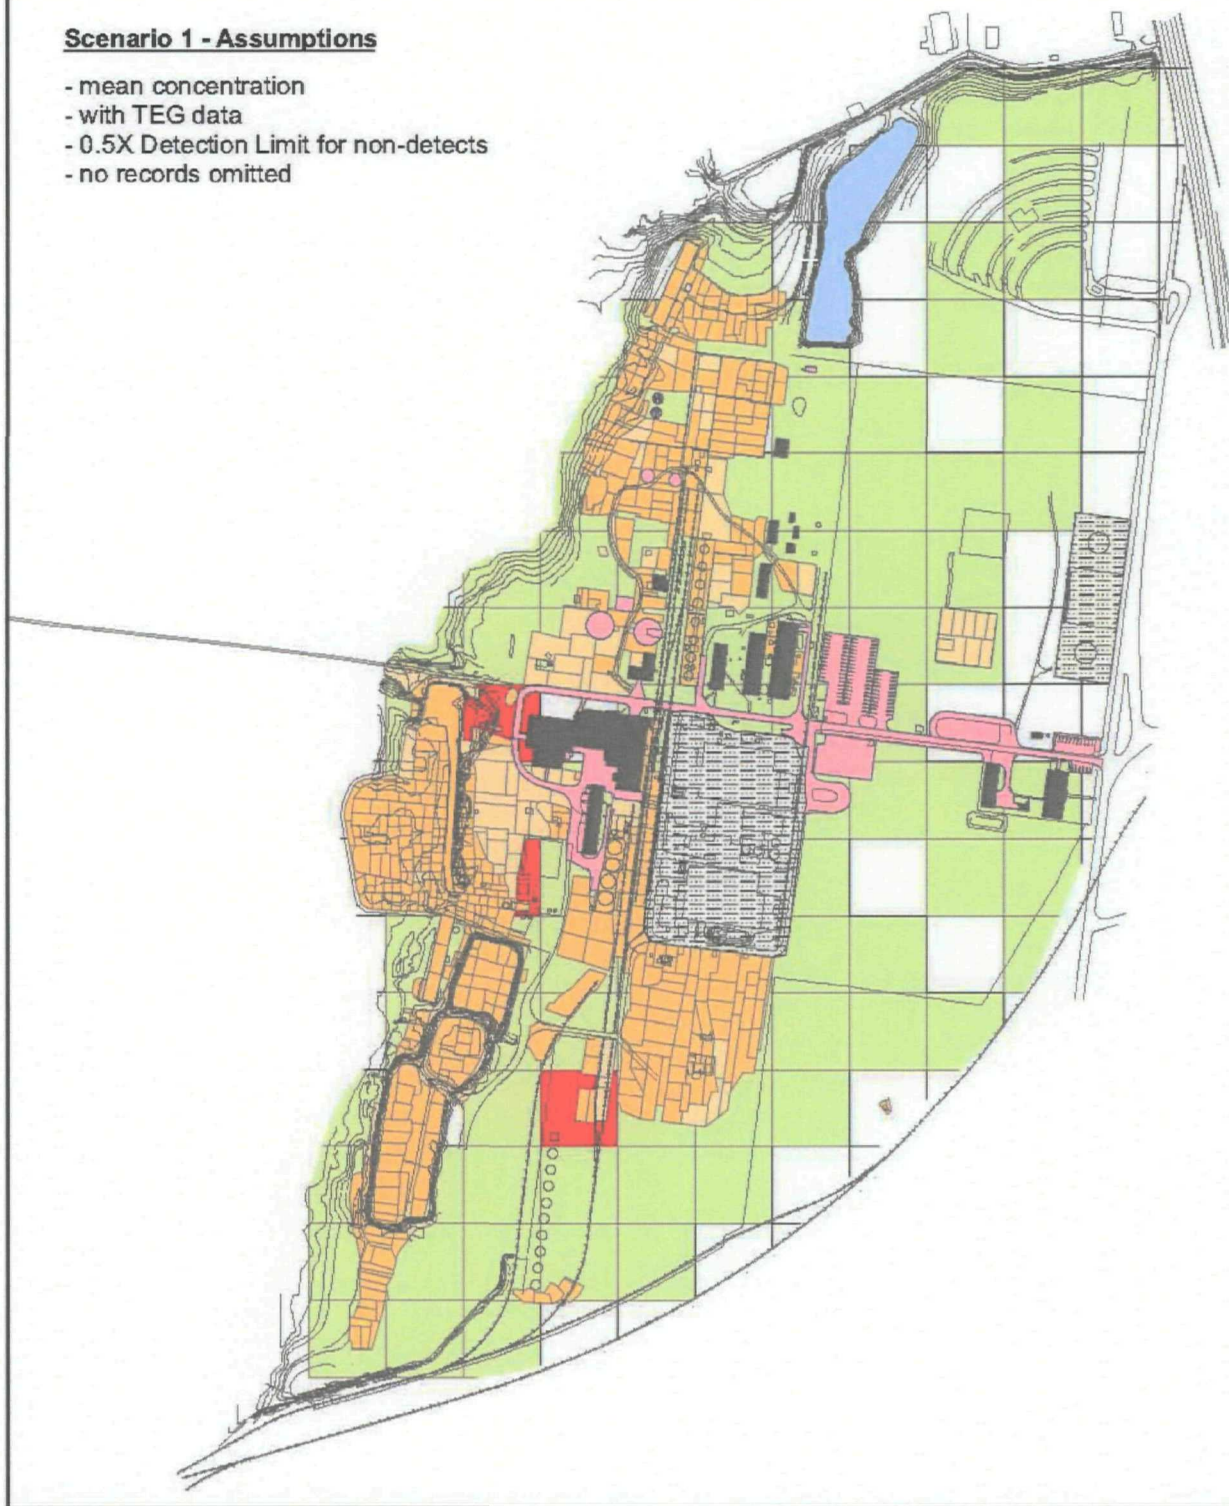 Scenario 1 - Assumptions
- mean concentration
- with TEG data
- 0.5X Detection Limit for non-detects
- no records omitted